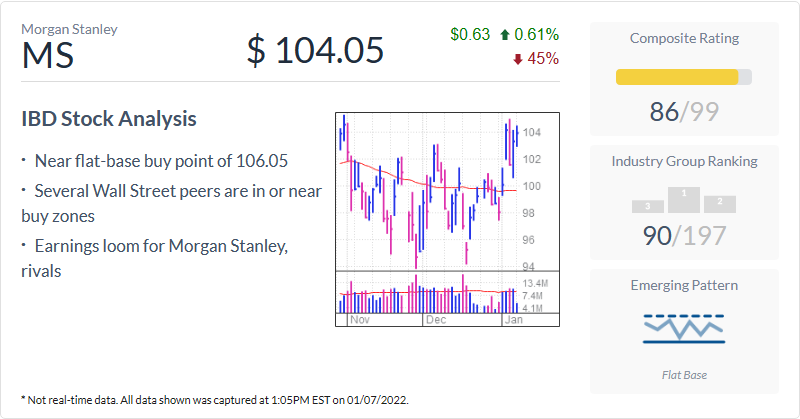 Morgan Stanley
MS
$ 104.05
$0.63 0.61%
45%
IBD Stock Analysis
• Near flat-base buy point of 106.05
• Several Wall Street peers are in or near
buy zones
• Earnings loom for Morgan Stanley,
rivals
104
102
100
98
96
94
13.4M
7.4M
4.1M
Nov Dec Jan
Composite Rating
86/99
Industry Group Ranking
3 1 2
90/197
Emerging Pattern
Flat Base
* Not real-time data. All data shown was captured at 1:05PM EST on 01/07/2022.